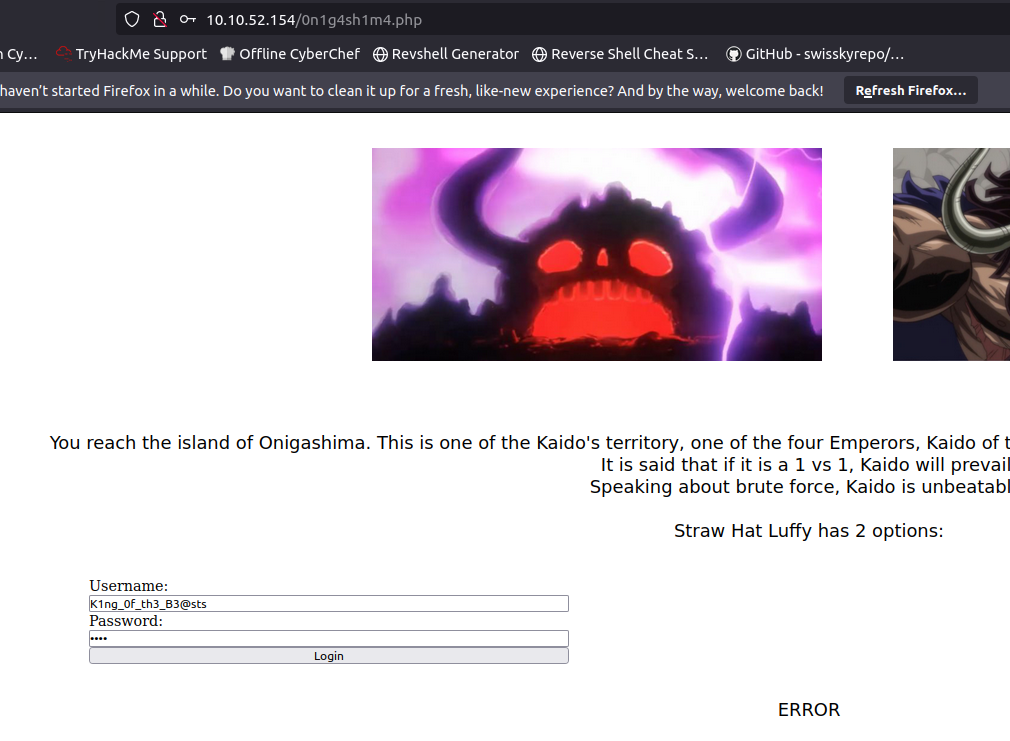 10.10.52.154/0n1g4sh1m4.php
Cy… TryHackMe Support Offline CyberChef Revshell Generator Reverse Shell Cheat S… GitHub - swisskyrepo/…
haven’t started Firefox in a while. Do you want to clean it up for a fresh, like-new experience? And by the way, welcome back! Refresh Firefox…
You reach the island of Onigashima. This is one of the Kaido's territory, one of the four Emperors, Kaido of
It is said that if it is a 1 vs 1, Kaido will prevail
Speaking about brute force, Kaido is
Straw Hat Luffy has 2 options:
Username:
K1ng_0f_th3_B3@sts
Password:
••••
Login
ERROR